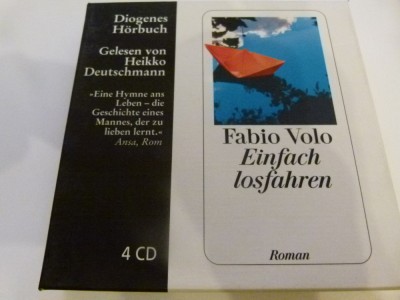 Diogenes
Hörbuch
Gelesen von
Heikko
Deutschmann
»Eine Hymne ans
Leben – die
Geschichte eines
Mannes, der zu
lieben lernt.«
Ansa, Rom
4 CD
Fabio Volo
Einfach
losfahren
Roman